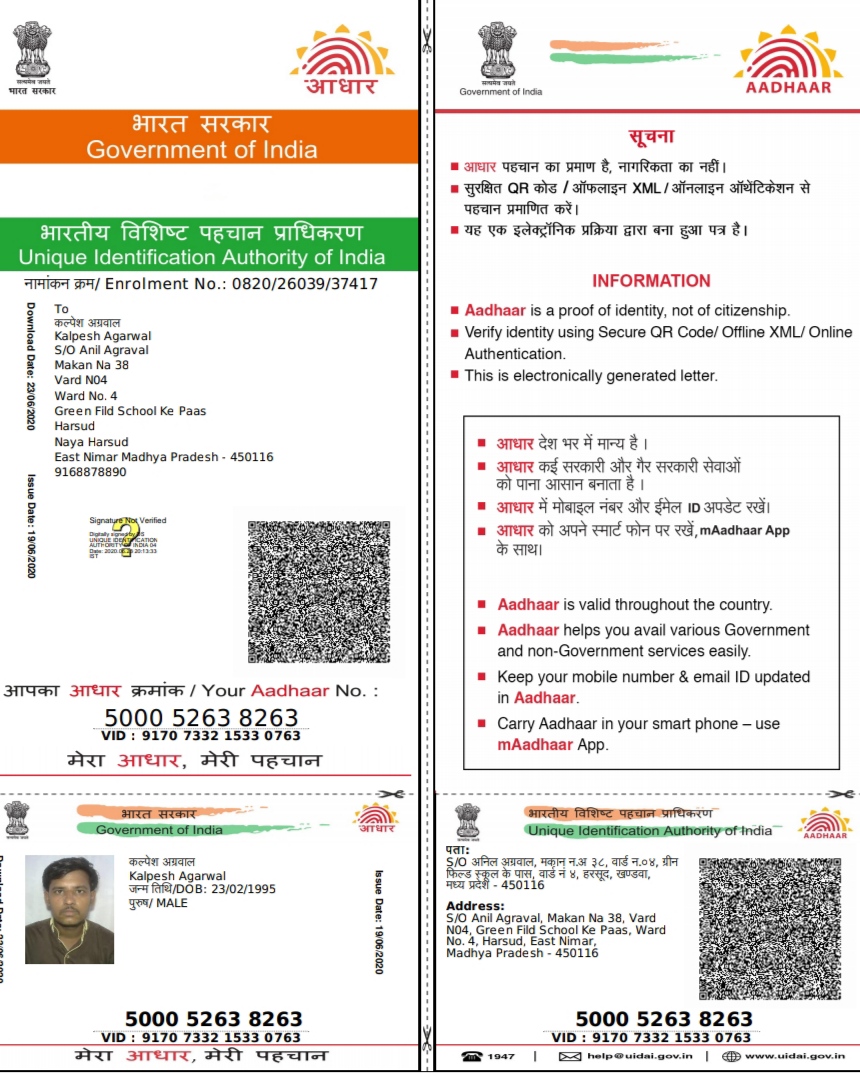 सत्यमेव जयते
भारत सरकार
आधार
भारत सरकार
Government of India
भारतीय विशिष्ट पहचान प्राधिकरण
Unique Identification Authority of India
नामांकन क्रम/ Enrolment No.: 0820/26039/37417
Download Date: 23/06/2020
Issue Date: 19/06/2020
To
कल्पेश अग्रवाल
Kalpesh Agarwal
S/O Anil Agraval
Makan Na 38
Vard N04
Ward No. 4
Green Fild School Ke Paas
Harsud
Naya Harsud
East Nimar Madhya Pradesh - 450116
9168878890
Signature Not Verified
Digitally signed by DS
UNIQUE IDENTIFICATION
AUTHORITY OF INDIA 04
IST
आपका आधार क्रमांक / Your Aadhaar No. :
5000 5263 8263
VID : 9170 7332 1533 0763
मेरा आधार, मेरी पहचान
सत्यमेव जयते
Government of India
AADHAAR
सूचना
आधार पहचान का प्रमाण है, नागरिकता का नहीं।
सुरक्षित QR कोड / ऑफलाइन XML / ऑनलाइन ऑथेंटिकेशन से
पहचान प्रमाणित करें।
यह एक इलेक्ट्रॉनिक प्रक्रिया द्वारा बना हुआ पत्र है।
INFORMATION
Aadhaar is a proof of identity, not of citizenship.
Verify identity using Secure QR Code/ Offline XML/ Online
Authentication.
This is electronically generated letter.
आधार देश भर में मान्य है ।
आधार कई सरकारी और गैर सरकारी सेवाओं
को पाना आसान बनाता है ।
आधार में मोबाइल नंबर और ईमेल ID अपडेट रखें।
आधार को अपने स्मार्ट फोन पर रखें, mAadhaar App
के साथ।
Aadhaar is valid throughout the country.
Aadhaar helps you avail various Government
and non-Government services easily.
Keep your mobile number & email ID updated
in Aadhaar.
Carry Aadhaar in your smart phone – use
mAadhaar App.
भारत सरकार
Government of India
आधार
कल्पेश अग्रवाल
Kalpesh Agarwal
जन्म तिथि/DOB: 23/02/1995
पुरुष/ MALE
Issue Date: 19/06/2020
5000 5263 8263
VID : 9170 7332 1533 0763
मेरा आधार, मेरी पहचान
भारतीय विशिष्ट पहचान प्राधिकरण
Unique Identification Authority of India
AADHAAR
पता:
S/O अनिल अग्रवाल, मकान न.अ ३८, वार्ड न.०४, ग्रीन
फिल्ड स्कूल के पास, वार्ड नं ४, हरसूद, खण्डवा,
मध्य प्रदेश - 450116
Address:
S/O Anil Agraval, Makan Na 38, Vard
N04, Green Fild School Ke Paas, Ward
No. 4, Harsud, East Nimar,
Madhya Pradesh - 450116
5000 5263 8263
VID : 9170 7332 1533 0763
1947 | help@uidai.gov.in | www.uidai.gov.in